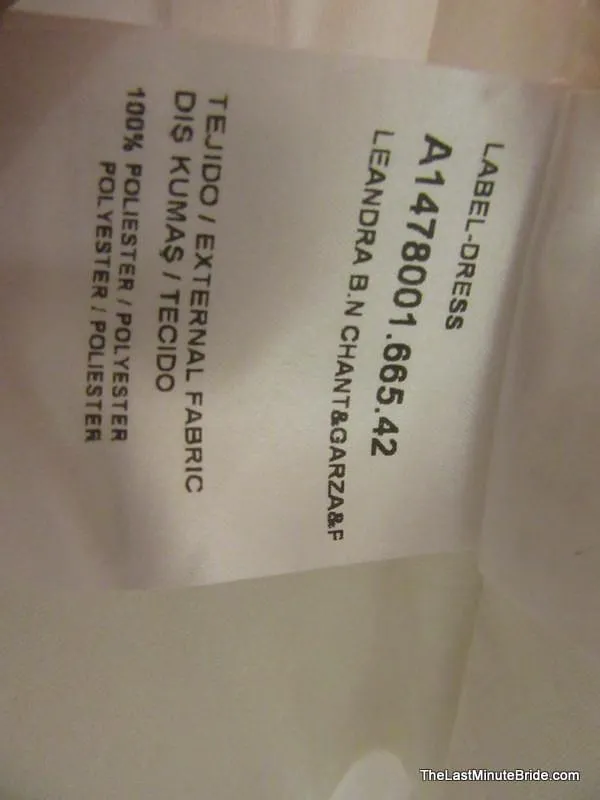 LABEL-DRESS
A1478001.665.42
LEANDRA B.N CHANT&GARZA&F
TEJIDO / EXTERNAL FABRIC
DIŞ KUMAŞ / TECIDO
100% POLIESTER / POLYESTER
POLYESTER / POLIESTER
TheLastMinuteBride.com